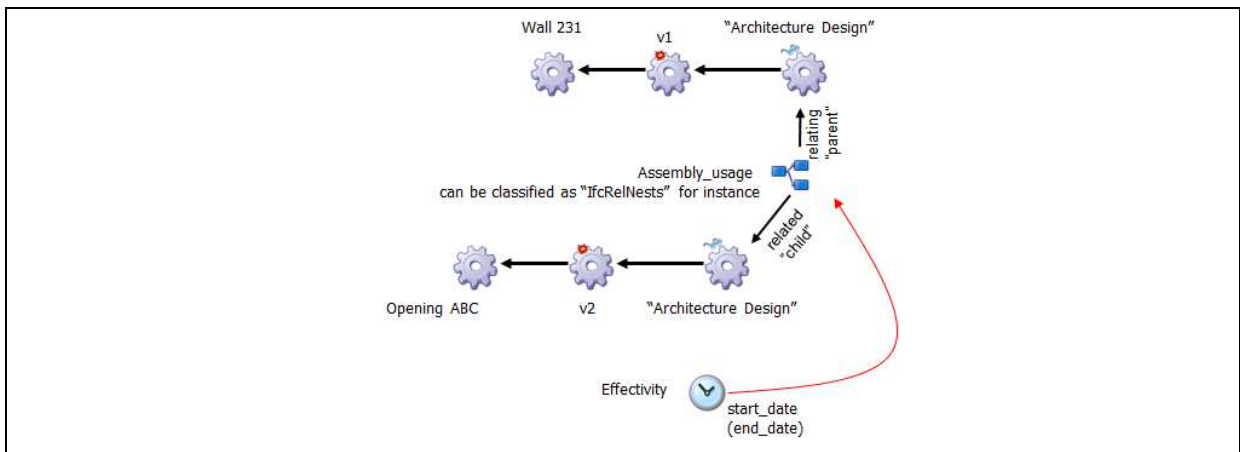 Wall 231
v1
“Architecture Design”
relating
"parent"
Assembly_usage
can be classified as “IfcRelNests” for instance
related
"child"
Opening ABC
v2
“Architecture Design”
Effectivity
start_date
(end_date)